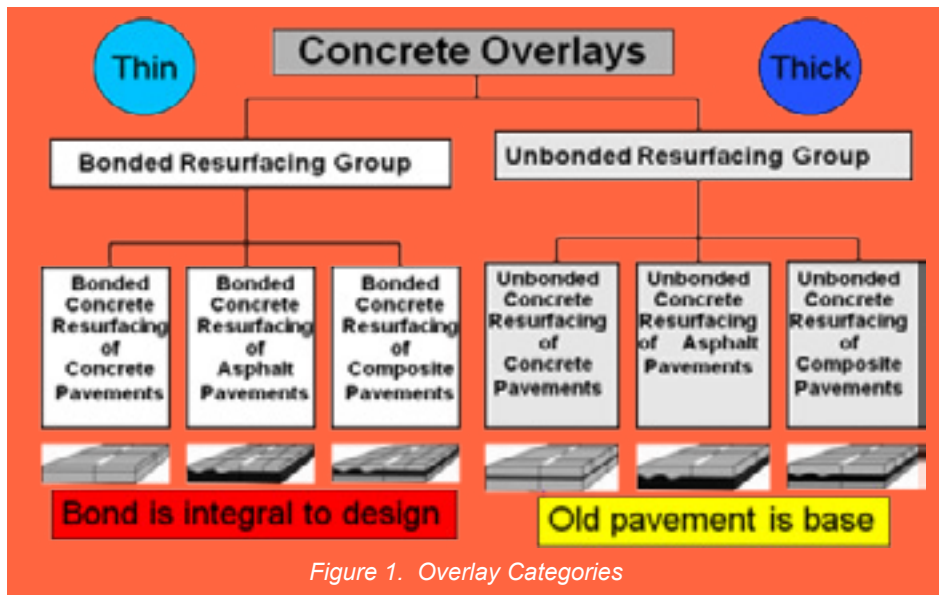 Thin
Concrete Overlays
Thick
Bonded Resurfacing Group
Unbonded Resurfacing Group
Bonded
Concrete
Resurfacing
of
Concrete
Pavements
Bonded
Concrete
Resurfacing
of
Asphalt
Pavements
Bonded
Concrete
Resurfacing
of
Composite
Pavements
Unbonded
Concrete
Resurfacing
of
Concrete
Pavements
Unbonded
Concrete
Resurfacing
of Asphalt
Pavements
Unbonded
Concrete
Resurfacing
of
Composite
Pavements
Bond is integral to design
Old pavement is base
Figure 1. Overlay Categories